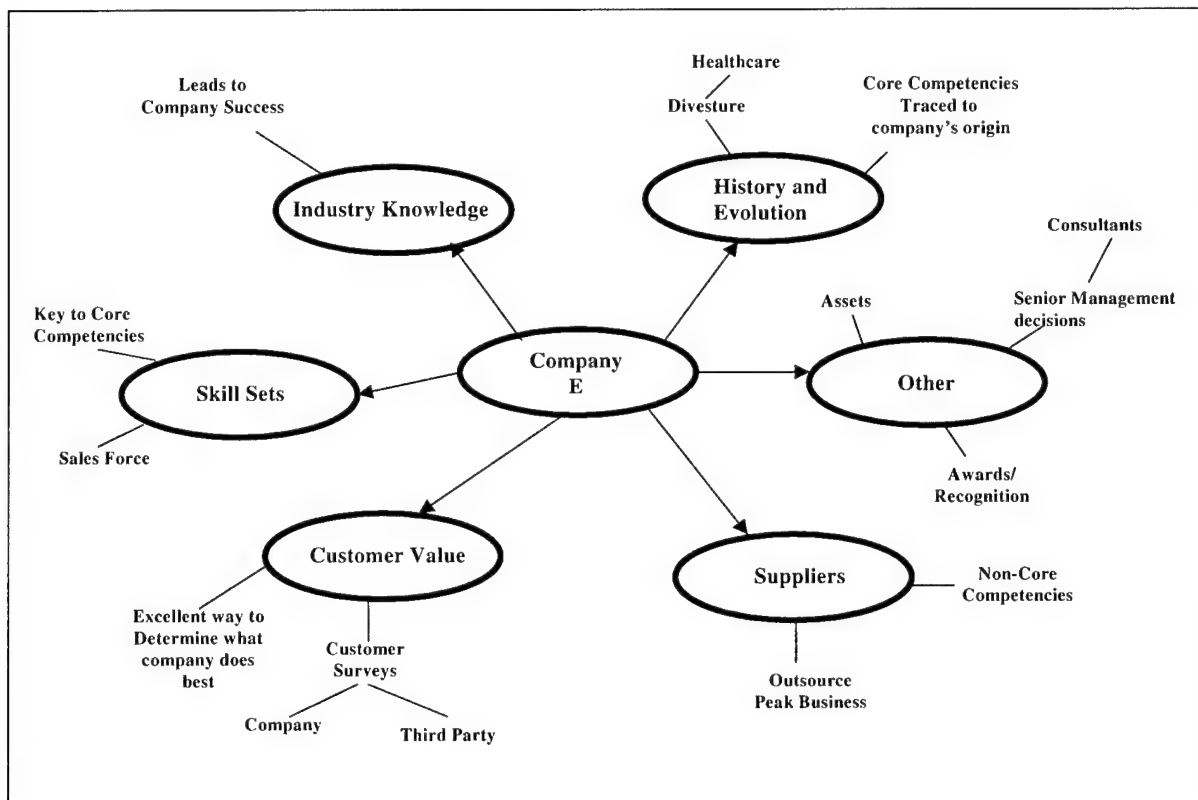 Healthcare
Leads to
Company Success
Divesture
Core Competencies
Traced to
company's origin
Industry Knowledge
History and
Evolution
Consultants
Key to Core
Competencies
Assets
Senior Management
decisions
Company
E
Skill Sets
Other
Sales Force
Awards/
Recognition
Customer Value
Suppliers
Non-Core
Competencies
Excellent way to
Determine what
company does
best
Customer
Surveys
Outsource
Peak Business
Company
Third Party